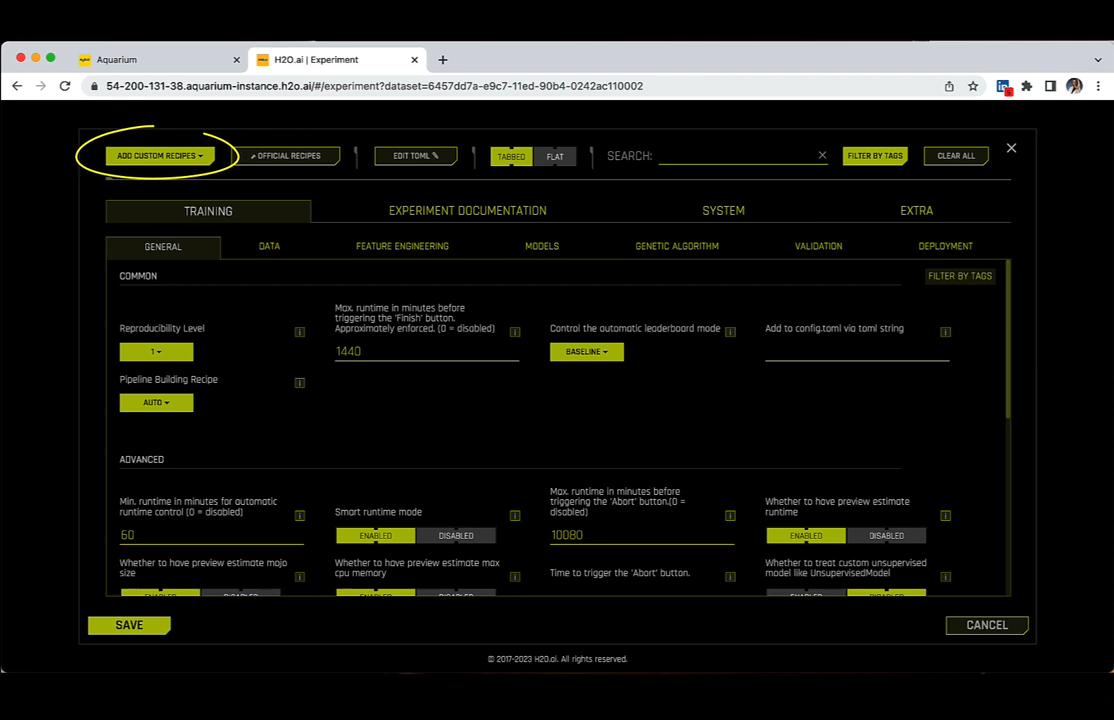 Aquarium
H2O.ai | Experiment
54-200-131-38.aquarium-instance.h2o.ai/#/experiment?dataset=6457dd7a-e9c7-11ed-90b4-0242ac110002
ADD CUSTOM RECIPES
OFFICIAL RECIPES
EDIT TOML
TABBED
FLAT
SEARCH:
FILTER BY TAGS
CLEAR ALL
TRAINING
EXPERIMENT DOCUMENTATION
SYSTEM
EXTRA
GENERAL
DATA
FEATURE ENGINEERING
MODELS
GENETIC ALGORITHM
VALIDATION
DEPLOYMENT
COMMON
FILTER BY TAGS
Reproducibility Level
1
Max. runtime in minutes before
triggering the 'Finish' button.
Approximately enforced. (0 = disabled)
1440
Control the automatic leaderboard mode
BASELINE
Add to config.toml via toml string
Pipeline Building Recipe
AUTO
ADVANCED
Min. runtime in minutes for automatic
runtime control (0 = disabled)
60
Smart runtime mode
ENABLED
DISABLED
Max. runtime in minutes before
triggering the 'Abort' button.(0 =
disabled)
10080
Whether to have preview estimate
runtime
ENABLED
DISABLED
Whether to have preview estimate mojo
size
ENABLED
DISABLED
Whether to have preview estimate max
cpu memory
ENABLED
DISABLED
Time to trigger the 'Abort' button.
Whether to treat custom unsupervised
model like UnsupervisedModel
ENABLED
DISABLED
SAVE
CANCEL
© 2017-2023 H2O.ai. All rights reserved.